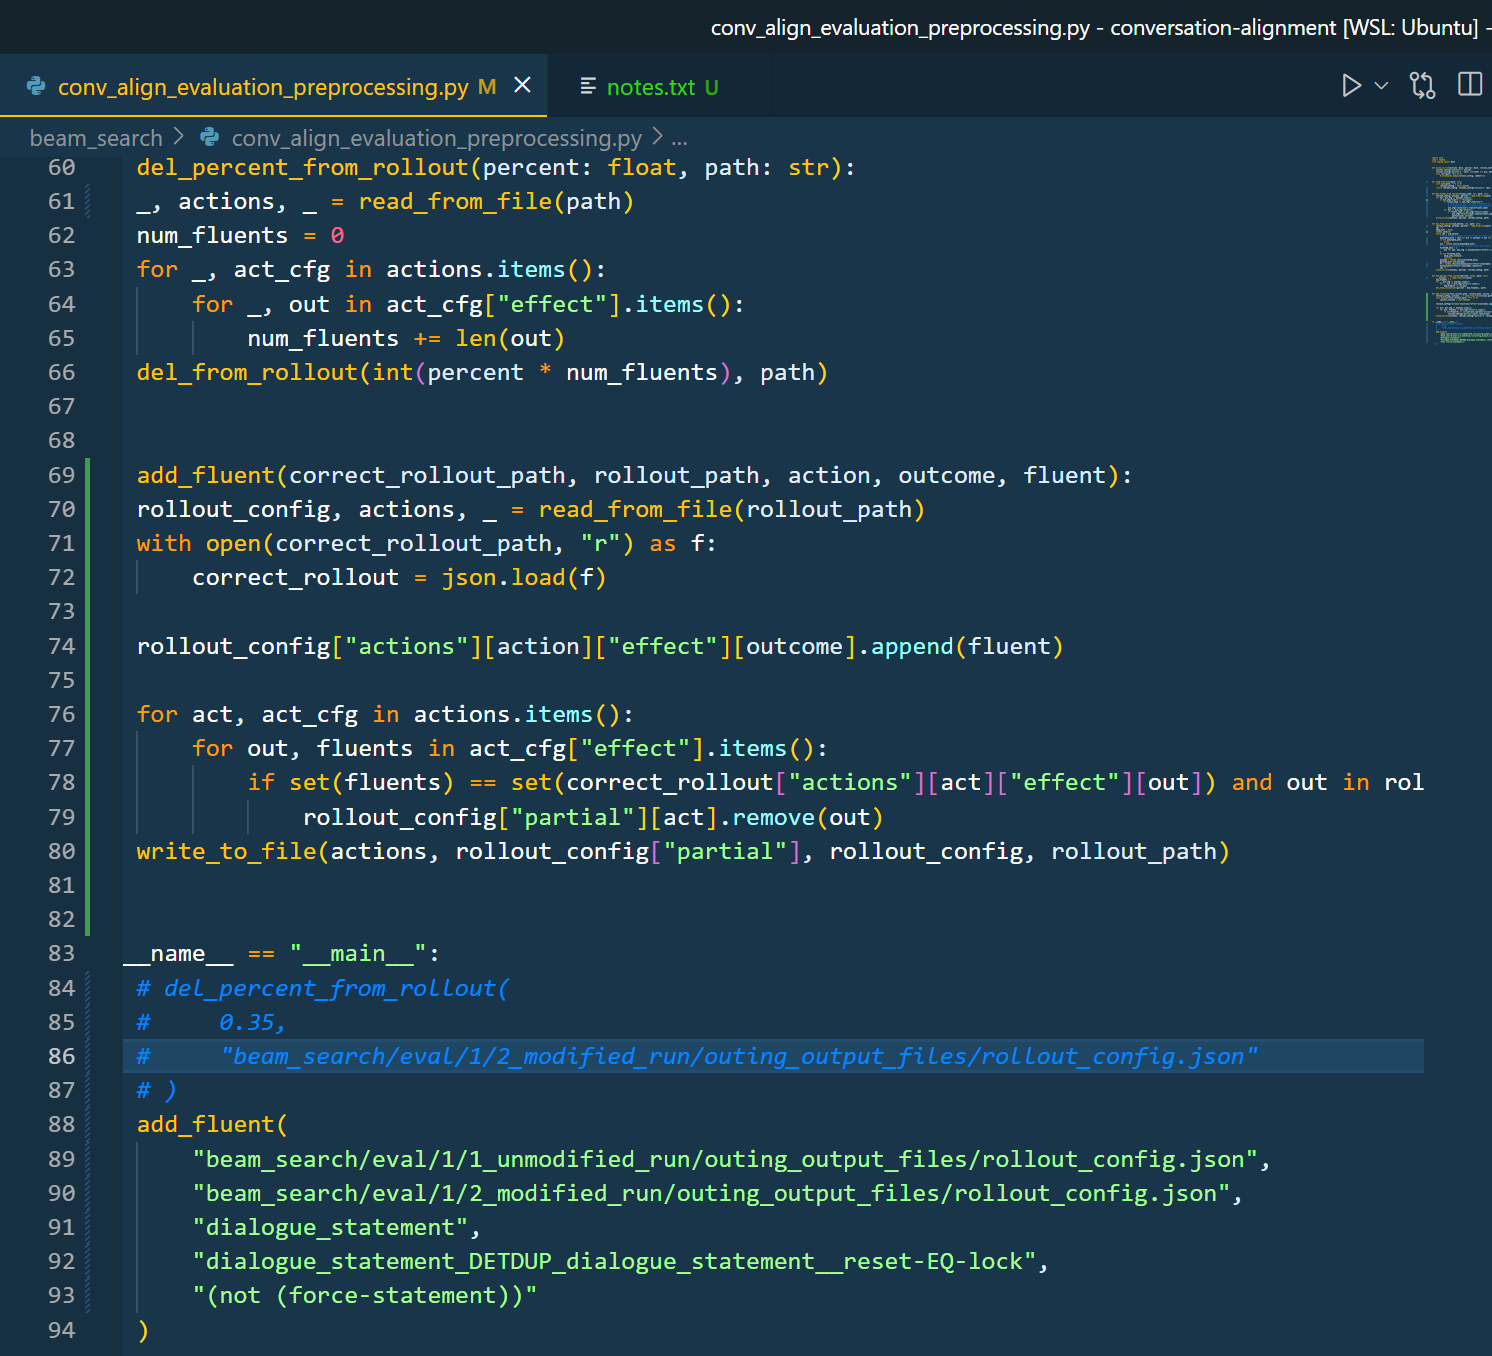 conv_align_evaluation_preprocessing.py - conversation-alignment [WSL: Ubuntu] -
conv_align_evaluation_preprocessing.py M
notes.txt U
beam_search > conv_align_evaluation_preprocessing.py > ...
60 del_percent_from_rollout(percent: float, path: str):
61 _, actions, _ = read_from_file(path)
62 num_fluents = 0
63 for _, act_cfg in actions.items():
64     for _, out in act_cfg["effect"].items():
65         num_fluents += len(out)
66 del_from_rollout(int(percent * num_fluents), path)
67
68
69 add_fluent(correct_rollout_path, rollout_path, action, outcome, fluent):
70 rollout_config, actions, _ = read_from_file(rollout_path)
71 with open(correct_rollout_path, "r") as f:
72     correct_rollout = json.load(f)
73
74 rollout_config["actions"][action]["effect"][outcome].append(fluent)
75
76 for act, act_cfg in actions.items():
77     for out, fluents in act_cfg["effect"].items():
78         if set(fluents) == set(correct_rollout["actions"][act]["effect"][out]) and out in rol
79             rollout_config["partial"][act].remove(out)
80 write_to_file(actions, rollout_config["partial"], rollout_config, rollout_path)
81
82
83 __name__ == "__main__":
84 # del_percent_from_rollout(
85 #     0.35,
86 #     "beam_search/eval/1/2_modified_run/outing_output_files/rollout_config.json"
87 # )
88 add_fluent(
89     "beam_search/eval/1/1_unmodified_run/outing_output_files/rollout_config.json",
90     "beam_search/eval/1/2_modified_run/outing_output_files/rollout_config.json",
91     "dialogue_statement",
92     "dialogue_statement_DETDUP_dialogue_statement__reset-EQ-lock",
93     "(not (force-statement))"
94 )